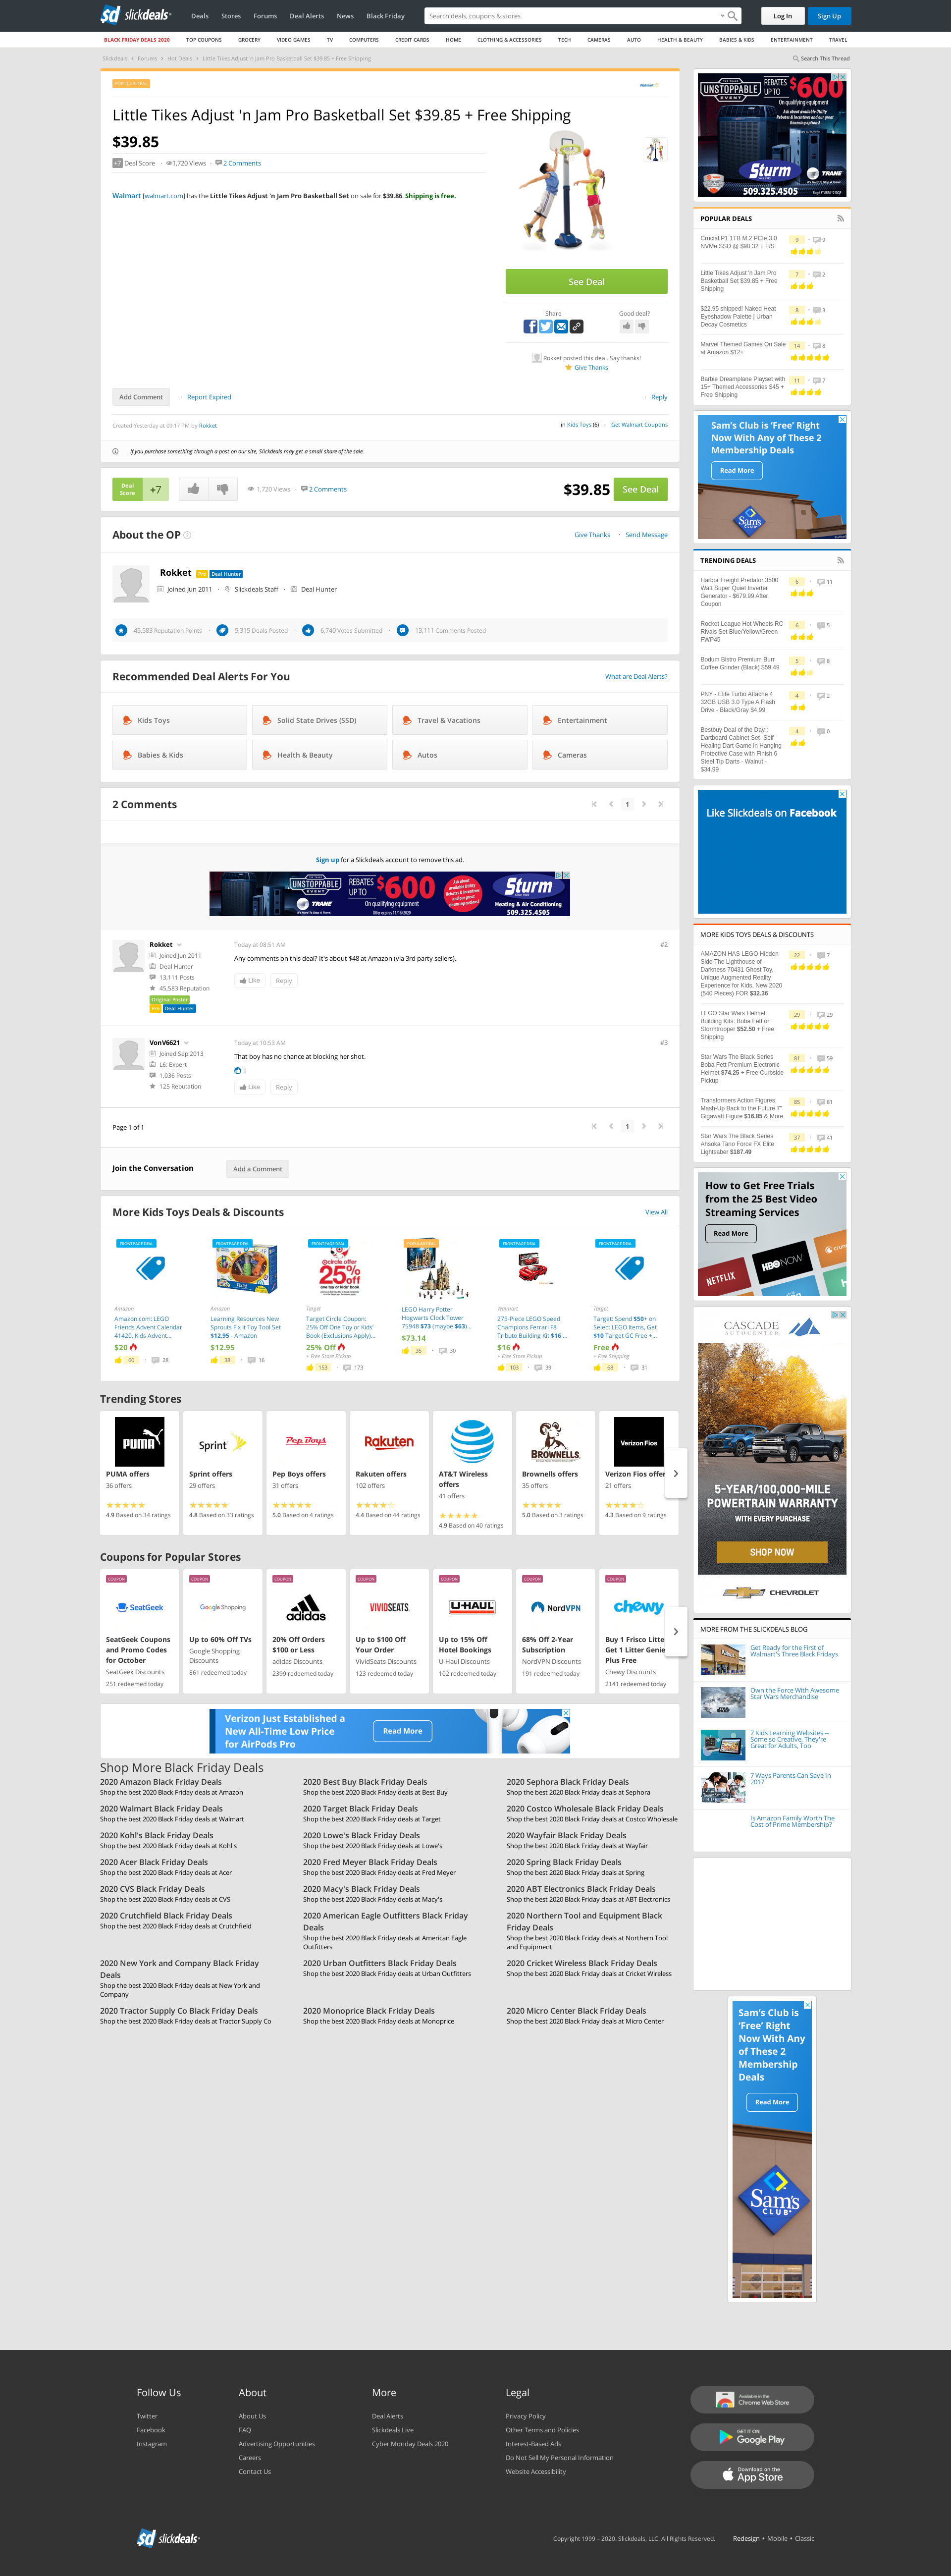 sd slickdeals
Deals Stores Forums Deal Alerts News Black Friday
Search deals, coupons & stores
Log In Sign Up
BLACK FRIDAY DEALS 2020 TOP COUPONS GROCERY VIDEO GAMES TV COMPUTERS CREDIT CARDS HOME CLOTHING & ACCESSORIES TECH CAMERAS AUTO HEALTH & BEAUTY BABIES & KIDS ENTERTAINMENT TRAVEL
Slickdeals Forums Hot Deals Little Tikes Adjust 'n Jam Pro Basketball Set $39.85 + Free Shipping
Search This Thread
POPULAR DEAL
Walmart
Little Tikes Adjust 'n Jam Pro Basketball Set $39.85 + Free Shipping
$39.85
+7 Deal Score 1,720 Views 2 Comments
Walmart [walmart.com] has the Little Tikes Adjust 'n Jam Pro Basketball Set on sale for $39.86. Shipping is free.
See Deal
Share Good deal?
Rokket posted this deal. Say thanks!
Give Thanks
Add Comment Report Expired Reply
Created Yesterday at 09:17 PM by Rokket
in Kids Toys (6) Get Walmart Coupons
If you purchase something through a post on our site, Slickdeals may get a small share of the sale.
Deal Score +7 1,720 Views 2 Comments $39.85 See Deal
About the OP
Give Thanks Send Message
Rokket Pro Deal Hunter
Joined Jun 2011 Slickdeals Staff Deal Hunter
45,583 Reputation Points 5,315 Deals Posted 6,740 Votes Submitted 13,111 Comments Posted
Recommended Deal Alerts For You
What are Deal Alerts?
Kids Toys Solid State Drives (SSD) Travel & Vacations Entertainment
Babies & Kids Health & Beauty Autos Cameras
2 Comments
1
Sign up for a Slickdeals account to remove this ad.
UNSTOPPABLE
TRANE
REBATES UP TO $600
Offer expires 11/16/2020
Sturm
Heating & Air Conditioning
509.325.4505
Rokket Today at 08:51 AM #2
Joined Jun 2011
Deal Hunter
13,111 Posts
45,583 Reputation
Original Poster
Pro Deal Hunter
Any comments on this deal? It's about $48 at Amazon (via 3rd party sellers).
Like Reply
VonV6621 Today at 10:53 AM #3
Joined Sep 2013
L6: Expert
1,036 Posts
125 Reputation
That boy has no chance at blocking her shot.
1
Like Reply
Page 1 of 1
1
Join the Conversation Add a Comment
More Kids Toys Deals & Discounts
View All
FRONTPAGE DEAL
Amazon
Amazon.com: LEGO Friends Advent Calendar 41420, Kids Advent...
$20
60 28
FRONTPAGE DEAL
Amazon
Learning Resources New Sprouts Fix It Toy Tool Set $12.95 - Amazon
$12.95
38 16
FRONTPAGE DEAL
circle offer
25% off
one toy or kids' book
Target
Target Circle Coupon: 25% Off One Toy or Kids' Book (Exclusions Apply)...
25% Off
+ Free Store Pickup
153 173
POPULAR DEAL
LEGO Harry Potter Hogwarts Clock Tower 75948 $73 (maybe $63)...
$73.14
35 30
FRONTPAGE DEAL
Walmart
275-Piece LEGO Speed Champions Ferrari F8 Tributo Building Kit $16 ...
$16
+ Free Store Pickup
103 39
FRONTPAGE DEAL
Target
Target: Spend $50+ on Select LEGO Items, Get $10 Target GC Free +...
Free
+ Free Shipping
68 31
Trending Stores
PUMA
PUMA offers
36 offers
4.9 Based on 34 ratings
Sprint
Sprint offers
29 offers
4.8 Based on 33 ratings
Pep Boys
Pep Boys offers
31 offers
5.0 Based on 4 ratings
Rakuten
Rakuten offers
102 offers
4.4 Based on 44 ratings
AT&T Wireless offers
41 offers
4.9 Based on 40 ratings
BROWNELLS
Brownells offers
35 offers
5.0 Based on 3 ratings
Verizon Fios
Verizon Fios offer
21 offers
4.3 Based on 9 ratings
Coupons for Popular Stores
COUPON
SeatGeek
SeatGeek Coupons and Promo Codes for October
SeatGeek Discounts
251 redeemed today
COUPON
Google Shopping
Up to 60% Off TVs
Google Shopping Discounts
861 redeemed today
COUPON
adidas
20% Off Orders $100 or Less
adidas Discounts
2399 redeemed today
COUPON
VIVIDSEATS
Up to $100 Off Your Order
VividSeats Discounts
123 redeemed today
COUPON
U-HAUL
Up to 15% Off Hotel Bookings
U-Haul Discounts
102 redeemed today
COUPON
NordVPN
68% Off 2-Year Subscription
NordVPN Discounts
191 redeemed today
COUPON
chewy
Buy 1 Frisco Litter Get 1 Litter Genie Plus Free
Chewy Discounts
2141 redeemed today
Verizon Just Established a New All-Time Low Price for AirPods Pro
Read More
Shop More Black Friday Deals
2020 Amazon Black Friday Deals
Shop the best 2020 Black Friday deals at Amazon
2020 Best Buy Black Friday Deals
Shop the best 2020 Black Friday deals at Best Buy
2020 Sephora Black Friday Deals
Shop the best 2020 Black Friday deals at Sephora
2020 Walmart Black Friday Deals
Shop the best 2020 Black Friday deals at Walmart
2020 Target Black Friday Deals
Shop the best 2020 Black Friday deals at Target
2020 Costco Wholesale Black Friday Deals
Shop the best 2020 Black Friday deals at Costco Wholesale
2020 Kohl's Black Friday Deals
Shop the best 2020 Black Friday deals at Kohl's
2020 Lowe's Black Friday Deals
Shop the best 2020 Black Friday deals at Lowe's
2020 Wayfair Black Friday Deals
Shop the best 2020 Black Friday deals at Wayfair
2020 Acer Black Friday Deals
Shop the best 2020 Black Friday deals at Acer
2020 Fred Meyer Black Friday Deals
Shop the best 2020 Black Friday deals at Fred Meyer
2020 Spring Black Friday Deals
Shop the best 2020 Black Friday deals at Spring
2020 CVS Black Friday Deals
Shop the best 2020 Black Friday deals at CVS
2020 Macy's Black Friday Deals
Shop the best 2020 Black Friday deals at Macy's
2020 ABT Electronics Black Friday Deals
Shop the best 2020 Black Friday deals at ABT Electronics
2020 Crutchfield Black Friday Deals
Shop the best 2020 Black Friday deals at Crutchfield
2020 American Eagle Outfitters Black Friday Deals
Shop the best 2020 Black Friday deals at American Eagle Outfitters
2020 Northern Tool and Equipment Black Friday Deals
Shop the best 2020 Black Friday deals at Northern Tool and Equipment
2020 New York and Company Black Friday Deals
Shop the best 2020 Black Friday deals at New York and Company
2020 Urban Outfitters Black Friday Deals
Shop the best 2020 Black Friday deals at Urban Outfitters
2020 Cricket Wireless Black Friday Deals
Shop the best 2020 Black Friday deals at Cricket Wireless
2020 Tractor Supply Co Black Friday Deals
Shop the best 2020 Black Friday deals at Tractor Supply Co
2020 Monoprice Black Friday Deals
Shop the best 2020 Black Friday deals at Monoprice
2020 Micro Center Black Friday Deals
Shop the best 2020 Black Friday deals at Micro Center
UNSTOPPABLE
REBATES UP TO $600
TRANE
Sturm
Heating & Air Conditioning
509.325.4505
POPULAR DEALS
Crucial P1 1TB M.2 PCIe 3.0 NVMe SSD @ $90.32 + F/S
9 9
Little Tikes Adjust 'n Jam Pro Basketball Set $39.85 + Free Shipping
7 2
$22.95 shipped! Naked Heat Eyeshadow Palette | Urban Decay Cosmetics
8 3
Marvel Themed Games On Sale at Amazon $12+
14 8
Barbie Dreamplane Playset with 15+ Themed Accessories $45 + Free Shipping
11 7
Sam's Club is 'Free' Right Now With Any of These 2 Membership Deals
Read More
Sam's CLUB
TRENDING DEALS
Harbor Freight Predator 3500 Watt Super Quiet Inverter Generator - $679.99 After Coupon
6 11
Rocket League Hot Wheels RC Rivals Set Blue/Yellow/Green FWP45
6 5
Bodum Bistro Premium Burr Coffee Grinder (Black) $59.49
5 8
PNY - Elite Turbo Attache 4 32GB USB 3.0 Type A Flash Drive - Black/Gray $4.99
4 2
Bestbuy Deal of the Day : Dartboard Cabinet Set- Self Healing Dart Game in Hanging Protective Case with Finish 6 Steel Tip Darts - Walnut - $34.99
4 0
Like Slickdeals on Facebook
MORE KIDS TOYS DEALS & DISCOUNTS
AMAZON HAS LEGO Hidden Side The Lighthouse of Darkness 70431 Ghost Toy, Unique Augmented Reality Experience for Kids, New 2020 (540 Pieces) FOR $32.36
22 7
LEGO Star Wars Helmet Building Kits: Boba Fett or Stormtrooper $52.50 + Free Shipping
29 29
Star Wars The Black Series Boba Fett Premium Electronic Helmet $74.25 + Free Curbside Pickup
81 59
Transformers Action Figures: Mash-Up Back to the Future 7" Gigawatt Figure $16.85 & More
85 81
Star Wars The Black Series Ahsoka Tano Force FX Elite Lightsaber $187.49
37 41
How to Get Free Trials from the 25 Best Video Streaming Services
Read More
NETFLIX HBO NOW
CASCADE
AUTOCENTER
5-YEAR/100,000-MILE
POWERTRAIN WARRANTY
WITH EVERY PURCHASE
SHOP NOW
CHEVROLET
MORE FROM THE SLICKDEALS BLOG
Get Ready for the First of Walmart's Three Black Fridays
Own the Force With Awesome Star Wars Merchandise
7 Kids Learning Websites -- Some so Creative, They're Great for Adults, Too
7 Ways Parents Can Save In 2017
Is Amazon Family Worth The Cost of Prime Membership?
Sam's Club is 'Free' Right Now With Any of These 2 Membership Deals
Read More
Sam's CLUB
Follow Us
Twitter
Facebook
Instagram
About
About Us
FAQ
Advertising Opportunities
Careers
Contact Us
More
Deal Alerts
Slickdeals Live
Cyber Monday Deals 2020
Legal
Privacy Policy
Other Terms and Policies
Interest-Based Ads
Do Not Sell My Personal Information
Website Accessibility
Available in the Chrome Web Store
GET IT ON Google Play
Download on the App Store
sd slickdeals
Copyright 1999 – 2020. Slickdeals, LLC. All Rights Reserved. Redesign • Mobile • Classic